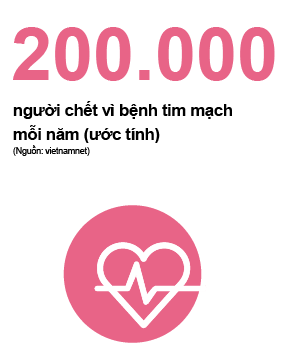 200.000
người chết vì bệnh tim mạch
mỗi năm (ước tính)
(Nguồn: vietnamnet)